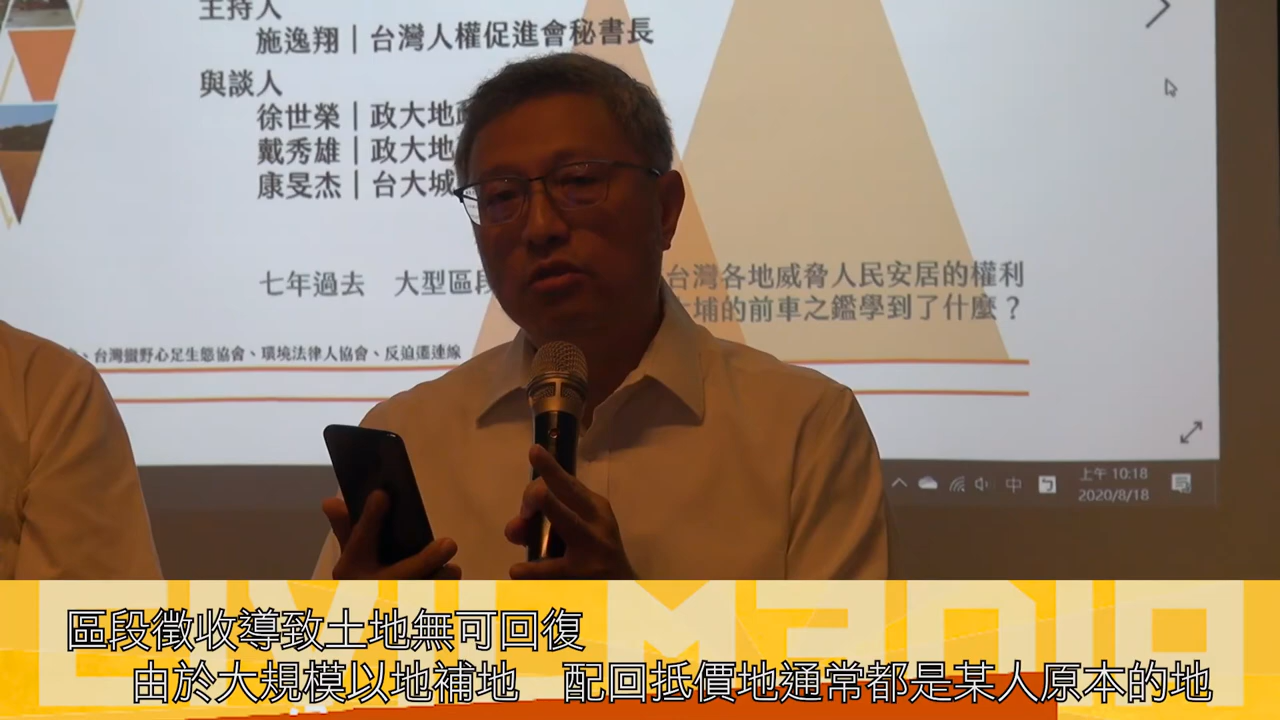 主持人
施逸翔｜台灣人權促進會秘書長
與談人
徐世榮｜政大地
戴秀雄｜政大地
康旻杰｜台大城
七年過去 大型區段 台灣各地威脅人民安居的權利
埔的前車之鑑學到了什麼？
、台灣蠻野心足生態協會、環境法律人協會、反迫遷連線
中
上午 10:18
2020/8/18
CIVIL MEDIA
區段徵收導致土地無可回復
由於大規模以地補地 配回抵價地通常都是某人原本的地